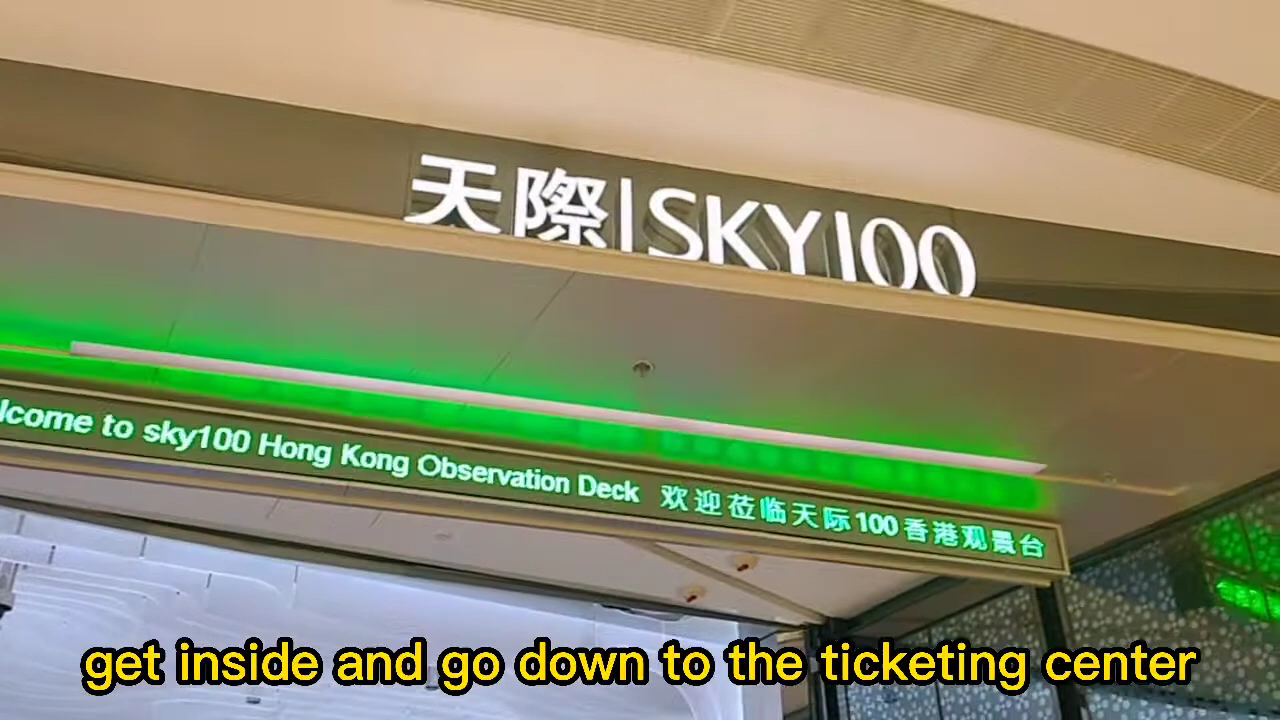 天際|SKY100
lcome to sky100 Hong Kong Observation Deck 欢迎莅临天际100香港观景台
get inside and go down to the ticketing center